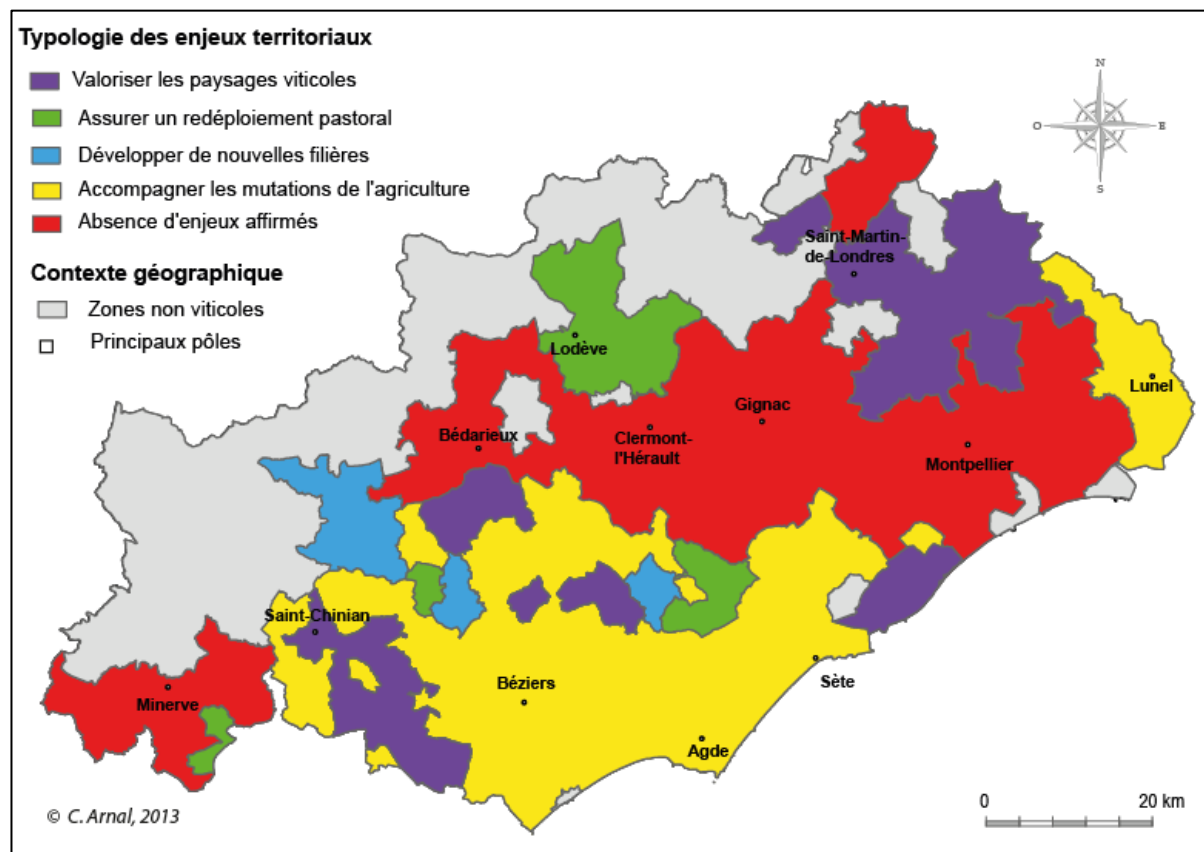 Typologie des enjeux territoriaux
Valoriser les paysages viticoles
Assurer un redéploiement pastoral
Développer de nouvelles filières
Accompagner les mutations de l'agriculture
Absence d'enjeux affirmés
Contexte géographique
Zones non viticoles
Principaux pôles
N
O
E
S
Saint-Martin-
de-Londres
Lodève
Lunel
Gignac
Bédarieux
Clermont-
l'Hérault
Montpellier
Saint-Chinian
Minerve
Béziers
Sète
Agde
© C. Arnal, 2013
0
20 km